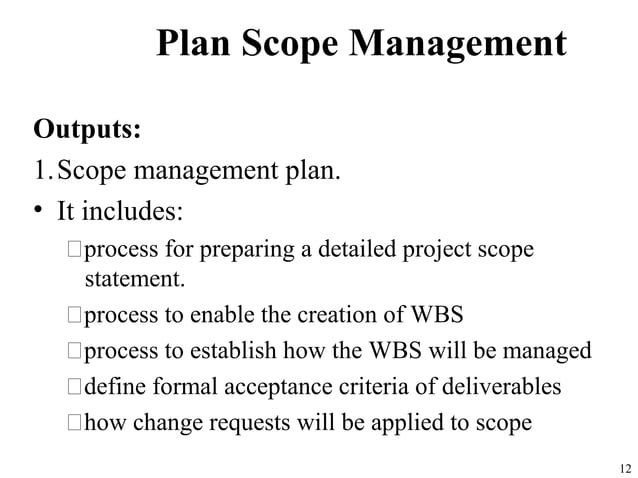 Plan Scope Management
Outputs:
1. Scope management plan.
• It includes:
□process for preparing a detailed project scope
statement.
□process to enable the creation of WBS
□process to establish how the WBS will be managed
□define formal acceptance criteria of deliverables
□how change requests will be applied to scope
12